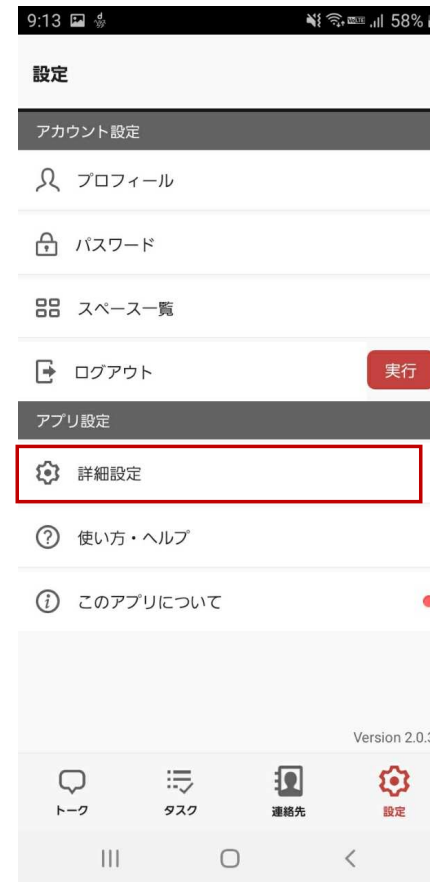 9:13 58%
設定
アカウント設定
プロフィール
パスワード
スペース一覧
ログアウト 実行
アプリ設定
詳細設定
使い方・ヘルプ
このアプリについて
Version 2.0.
トーク タスク 連絡先 設定